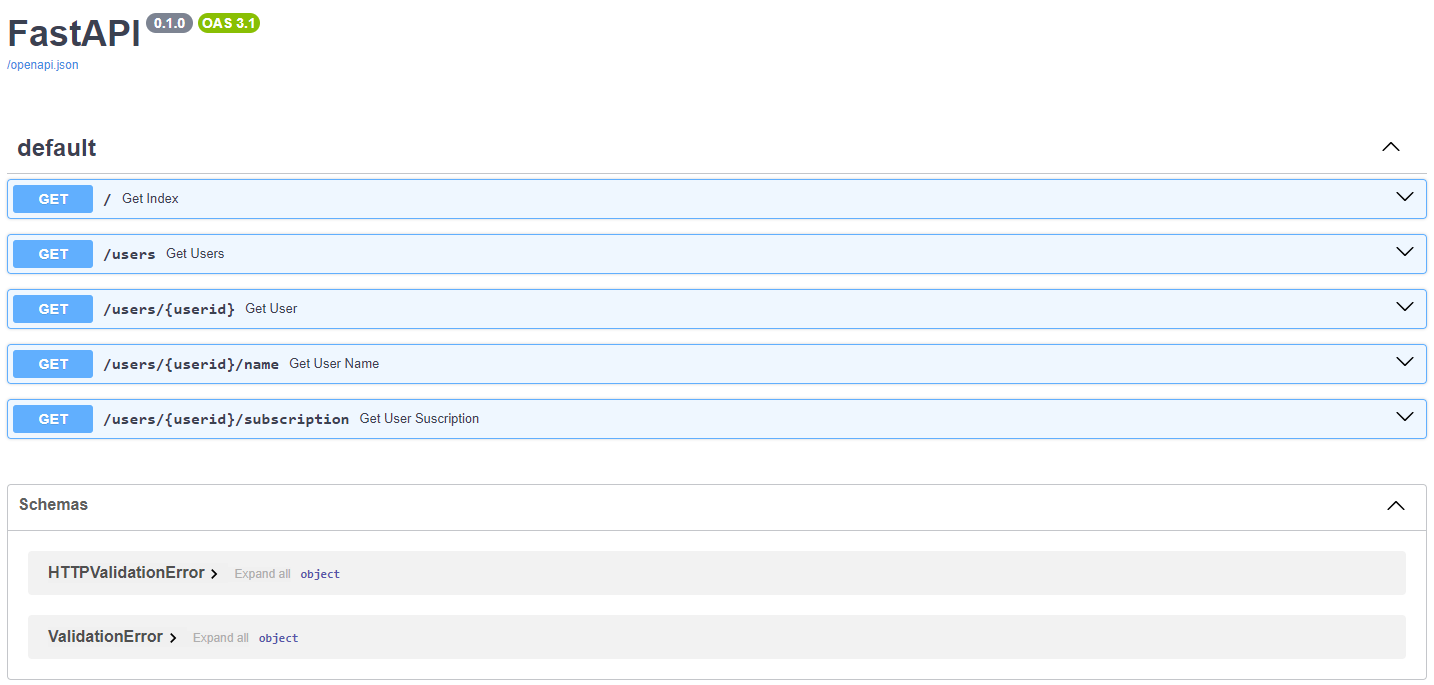 FastAPI 0.1.0 OAS 3.1
/openapi.json
default
GET / Get Index
GET /users Get Users
GET /users/{userid} Get User
GET /users/{userid}/name Get User Name
GET /users/{userid}/subscription Get User Suscription
Schemas
HTTPValidationError Expand all object
ValidationError Expand all object